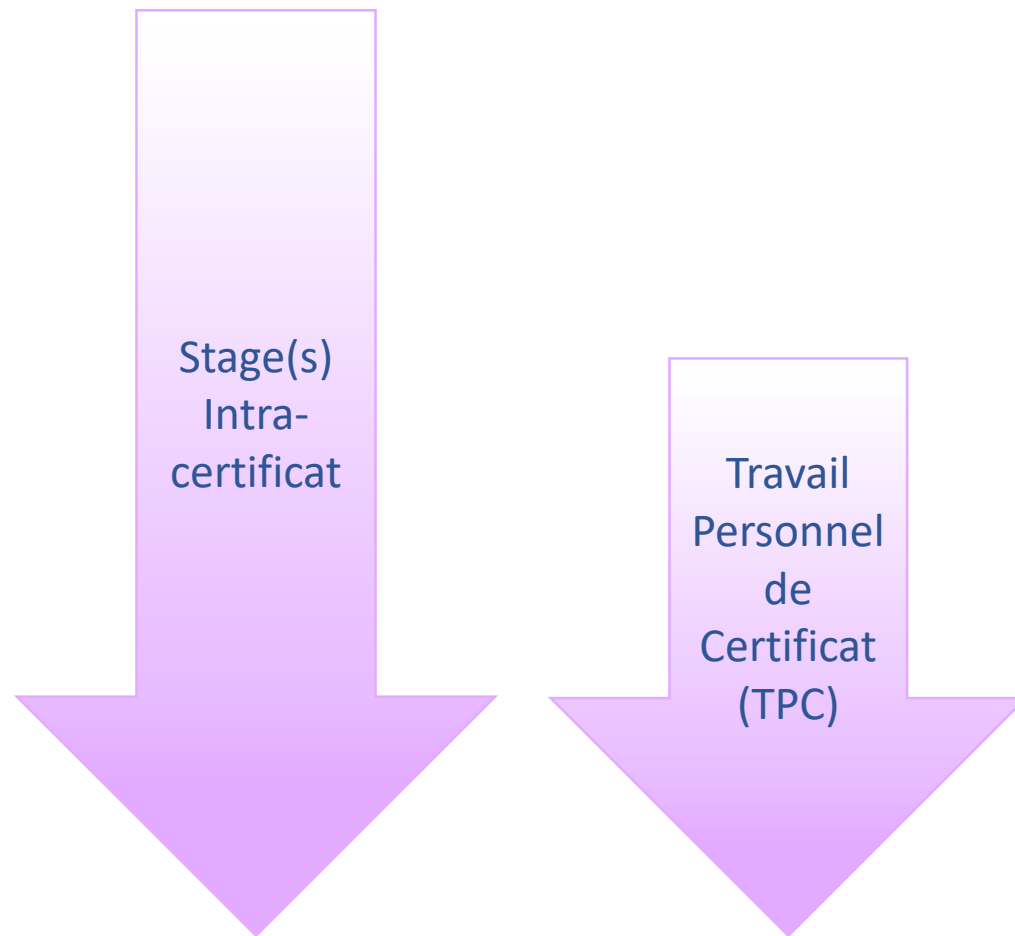 Stage(s)
Intra-
certificat
Travail
Personnel
de
Certificat
(TPC)